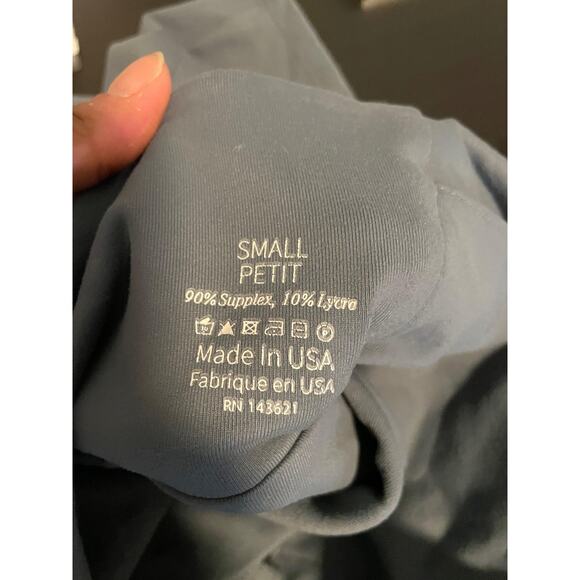 SMALL
PETIT
90% Supplex, 10% Lycra
Made In USA
Fabrique en USA
RN 143621